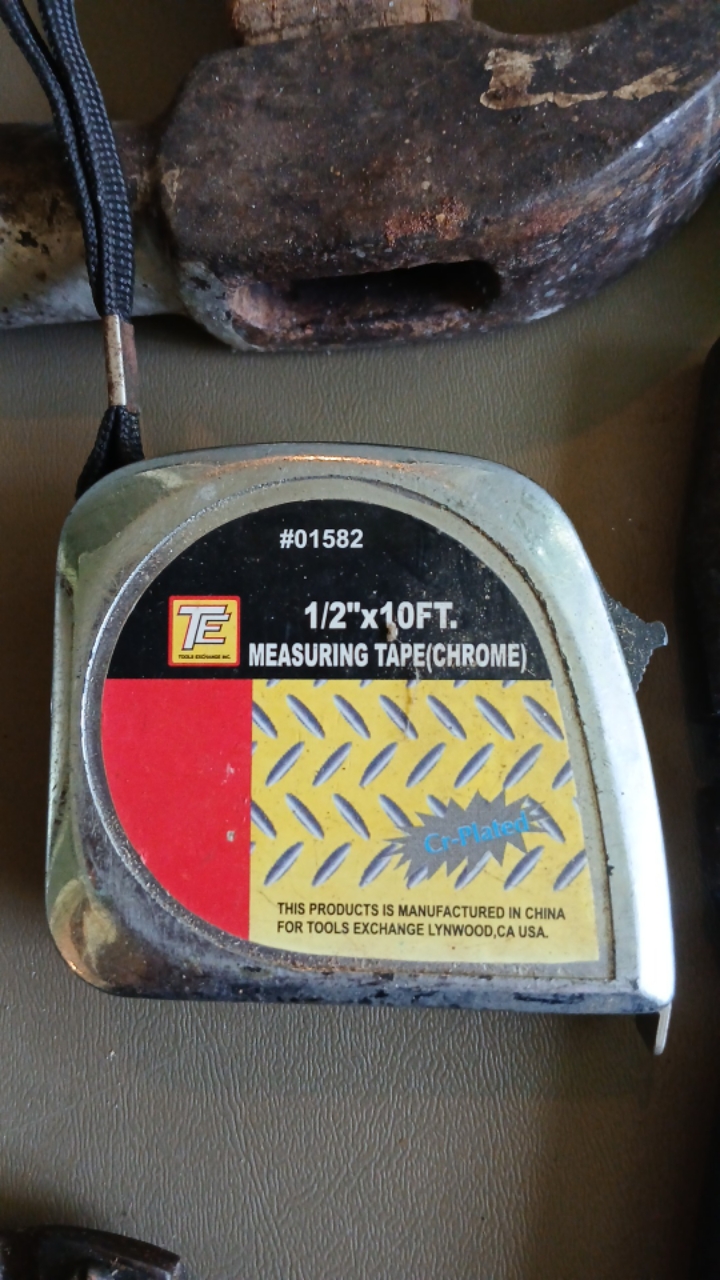 #01582
1/2"x10FT.
TE
TOOLS EXCHANGE INC.
MEASURING TAPE(CHROME)
Cr-Plated
THIS PRODUCTS IS MANUFACTURED IN CHINA
FOR TOOLS EXCHANGE LYNWOOD,CA USA.